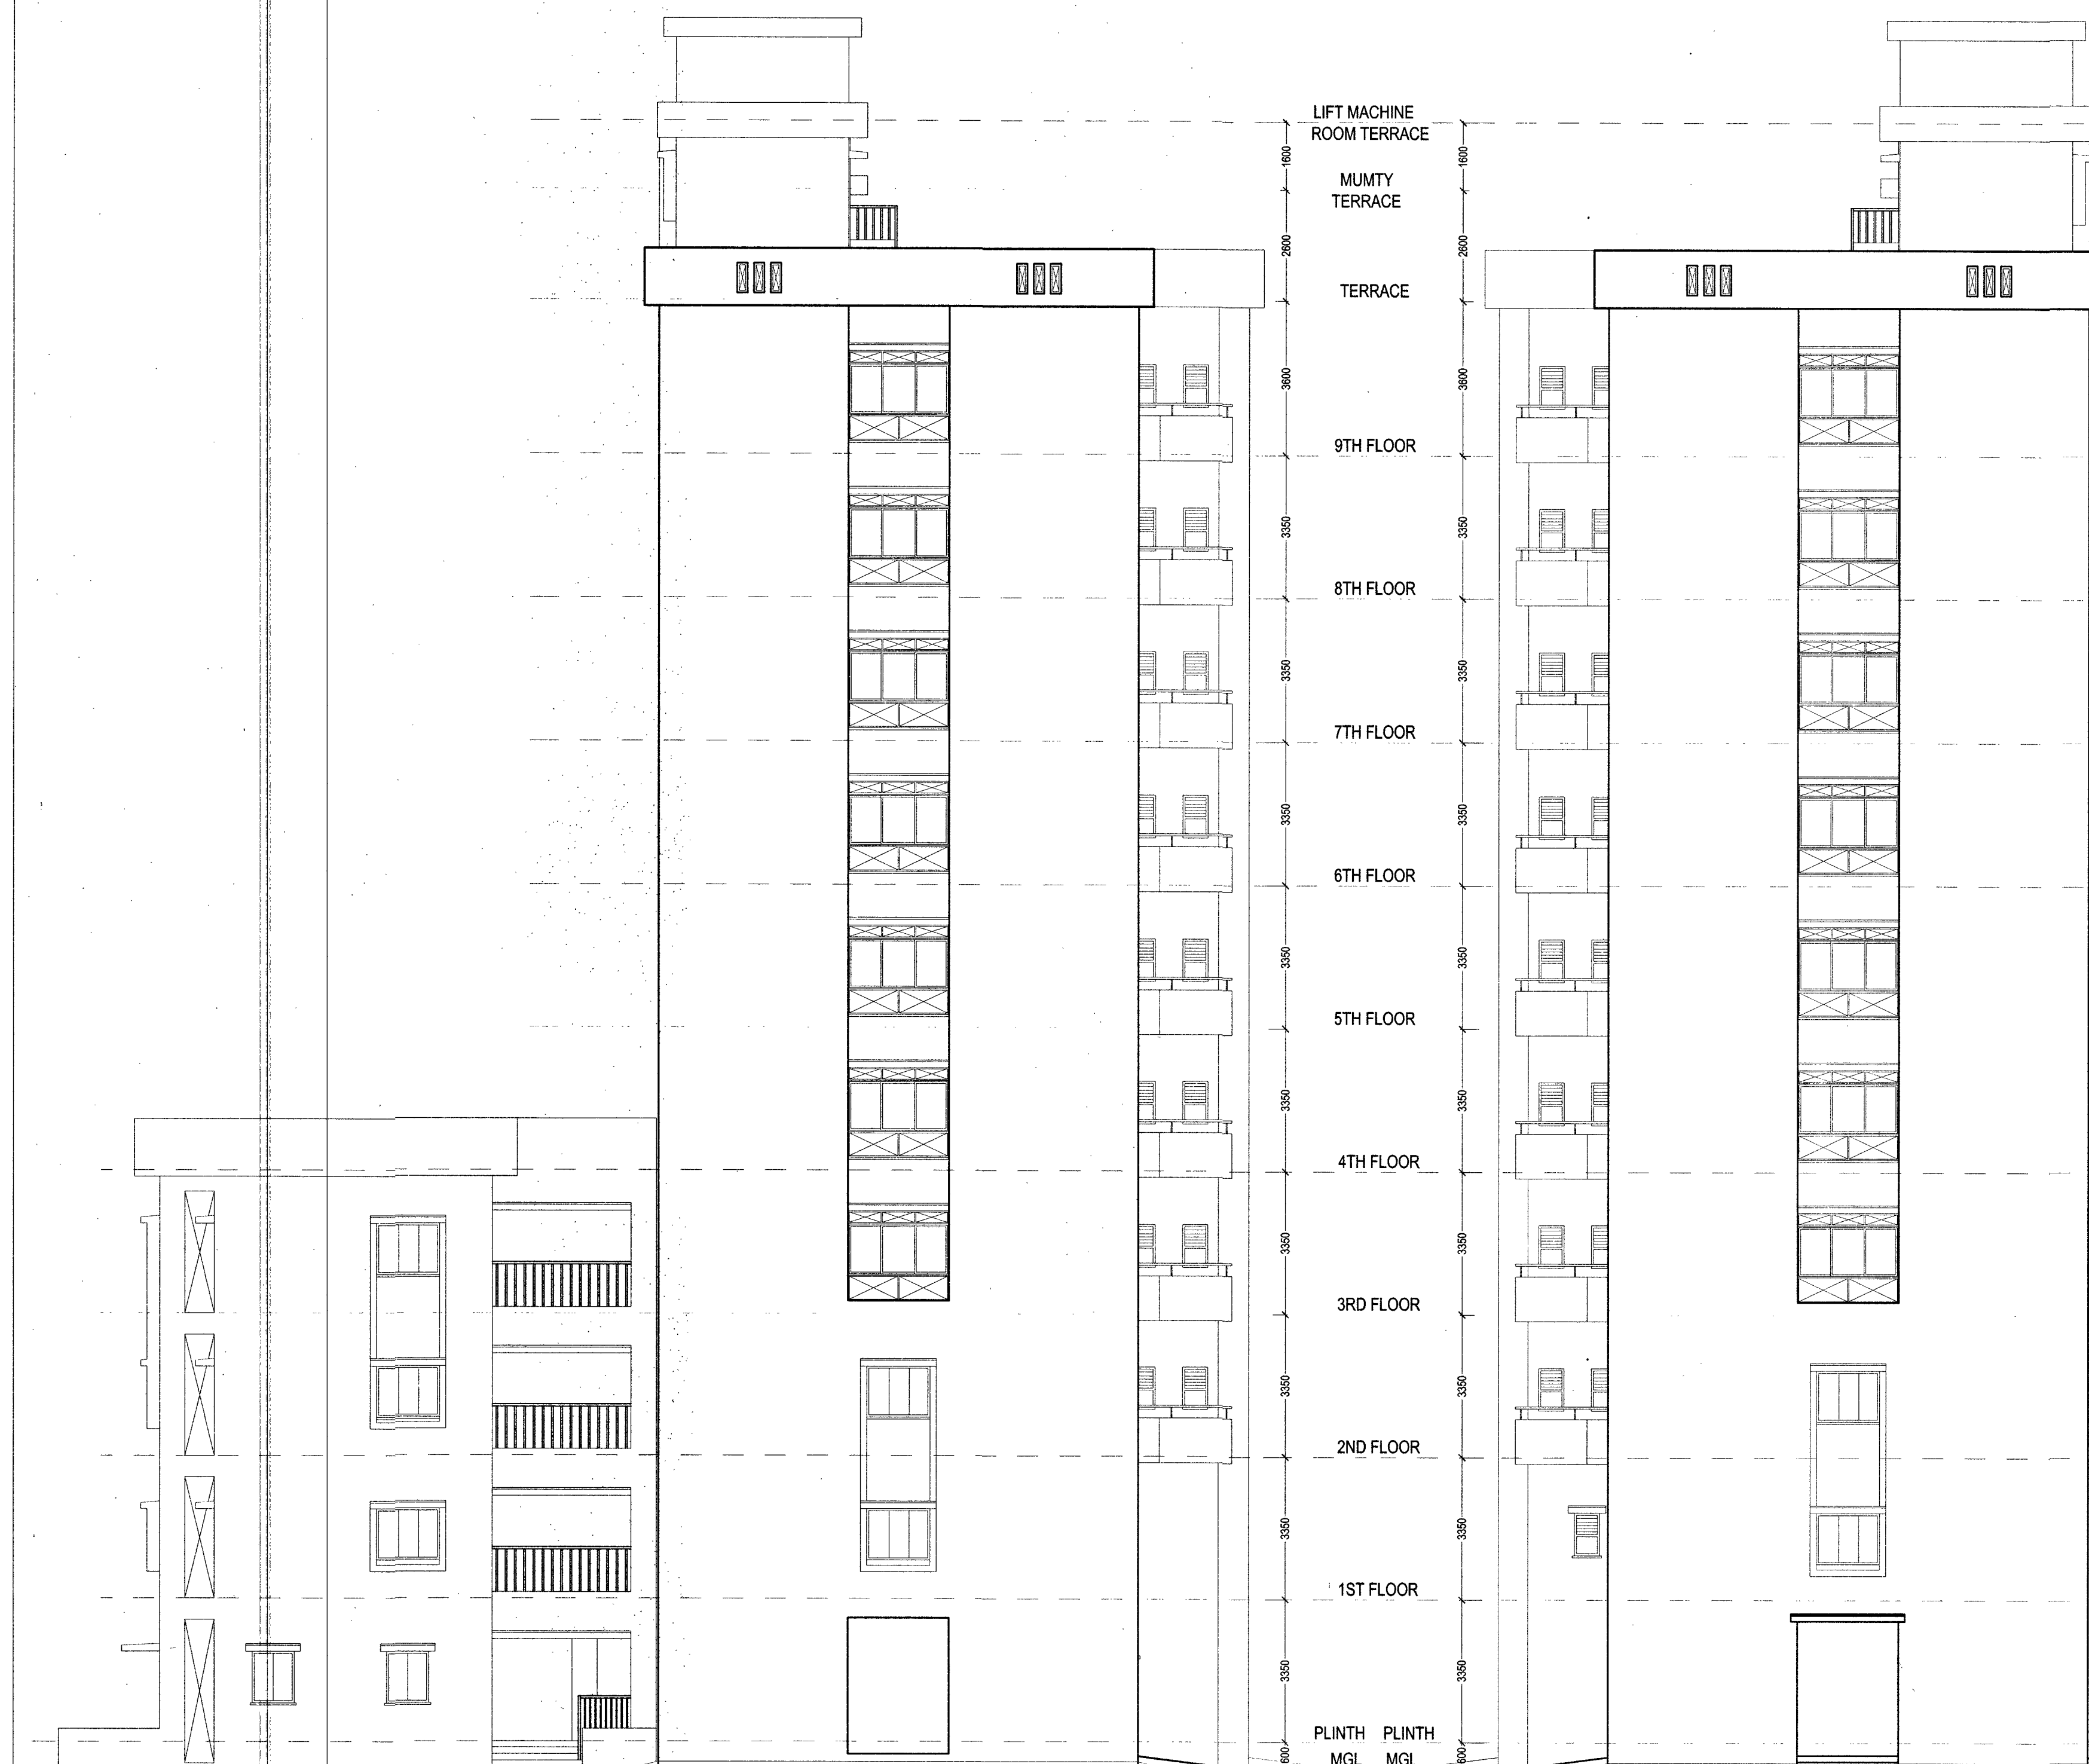 LIFT MACHINE
ROOM TERRACE
1600 1600
MUMTY
TERRACE
2600 2600
TERRACE
3600 3600
9TH FLOOR
3350 3350
8TH FLOOR
3350 3350
7TH FLOOR
3350 3350
6TH FLOOR
3350 3350
5TH FLOOR
3350 3350
4TH FLOOR
3350 3350
3RD FLOOR
3350 3350
2ND FLOOR
3350 3350
1ST FLOOR
3350 3350
PLINTH PLINTH
600 MGL MGL 600